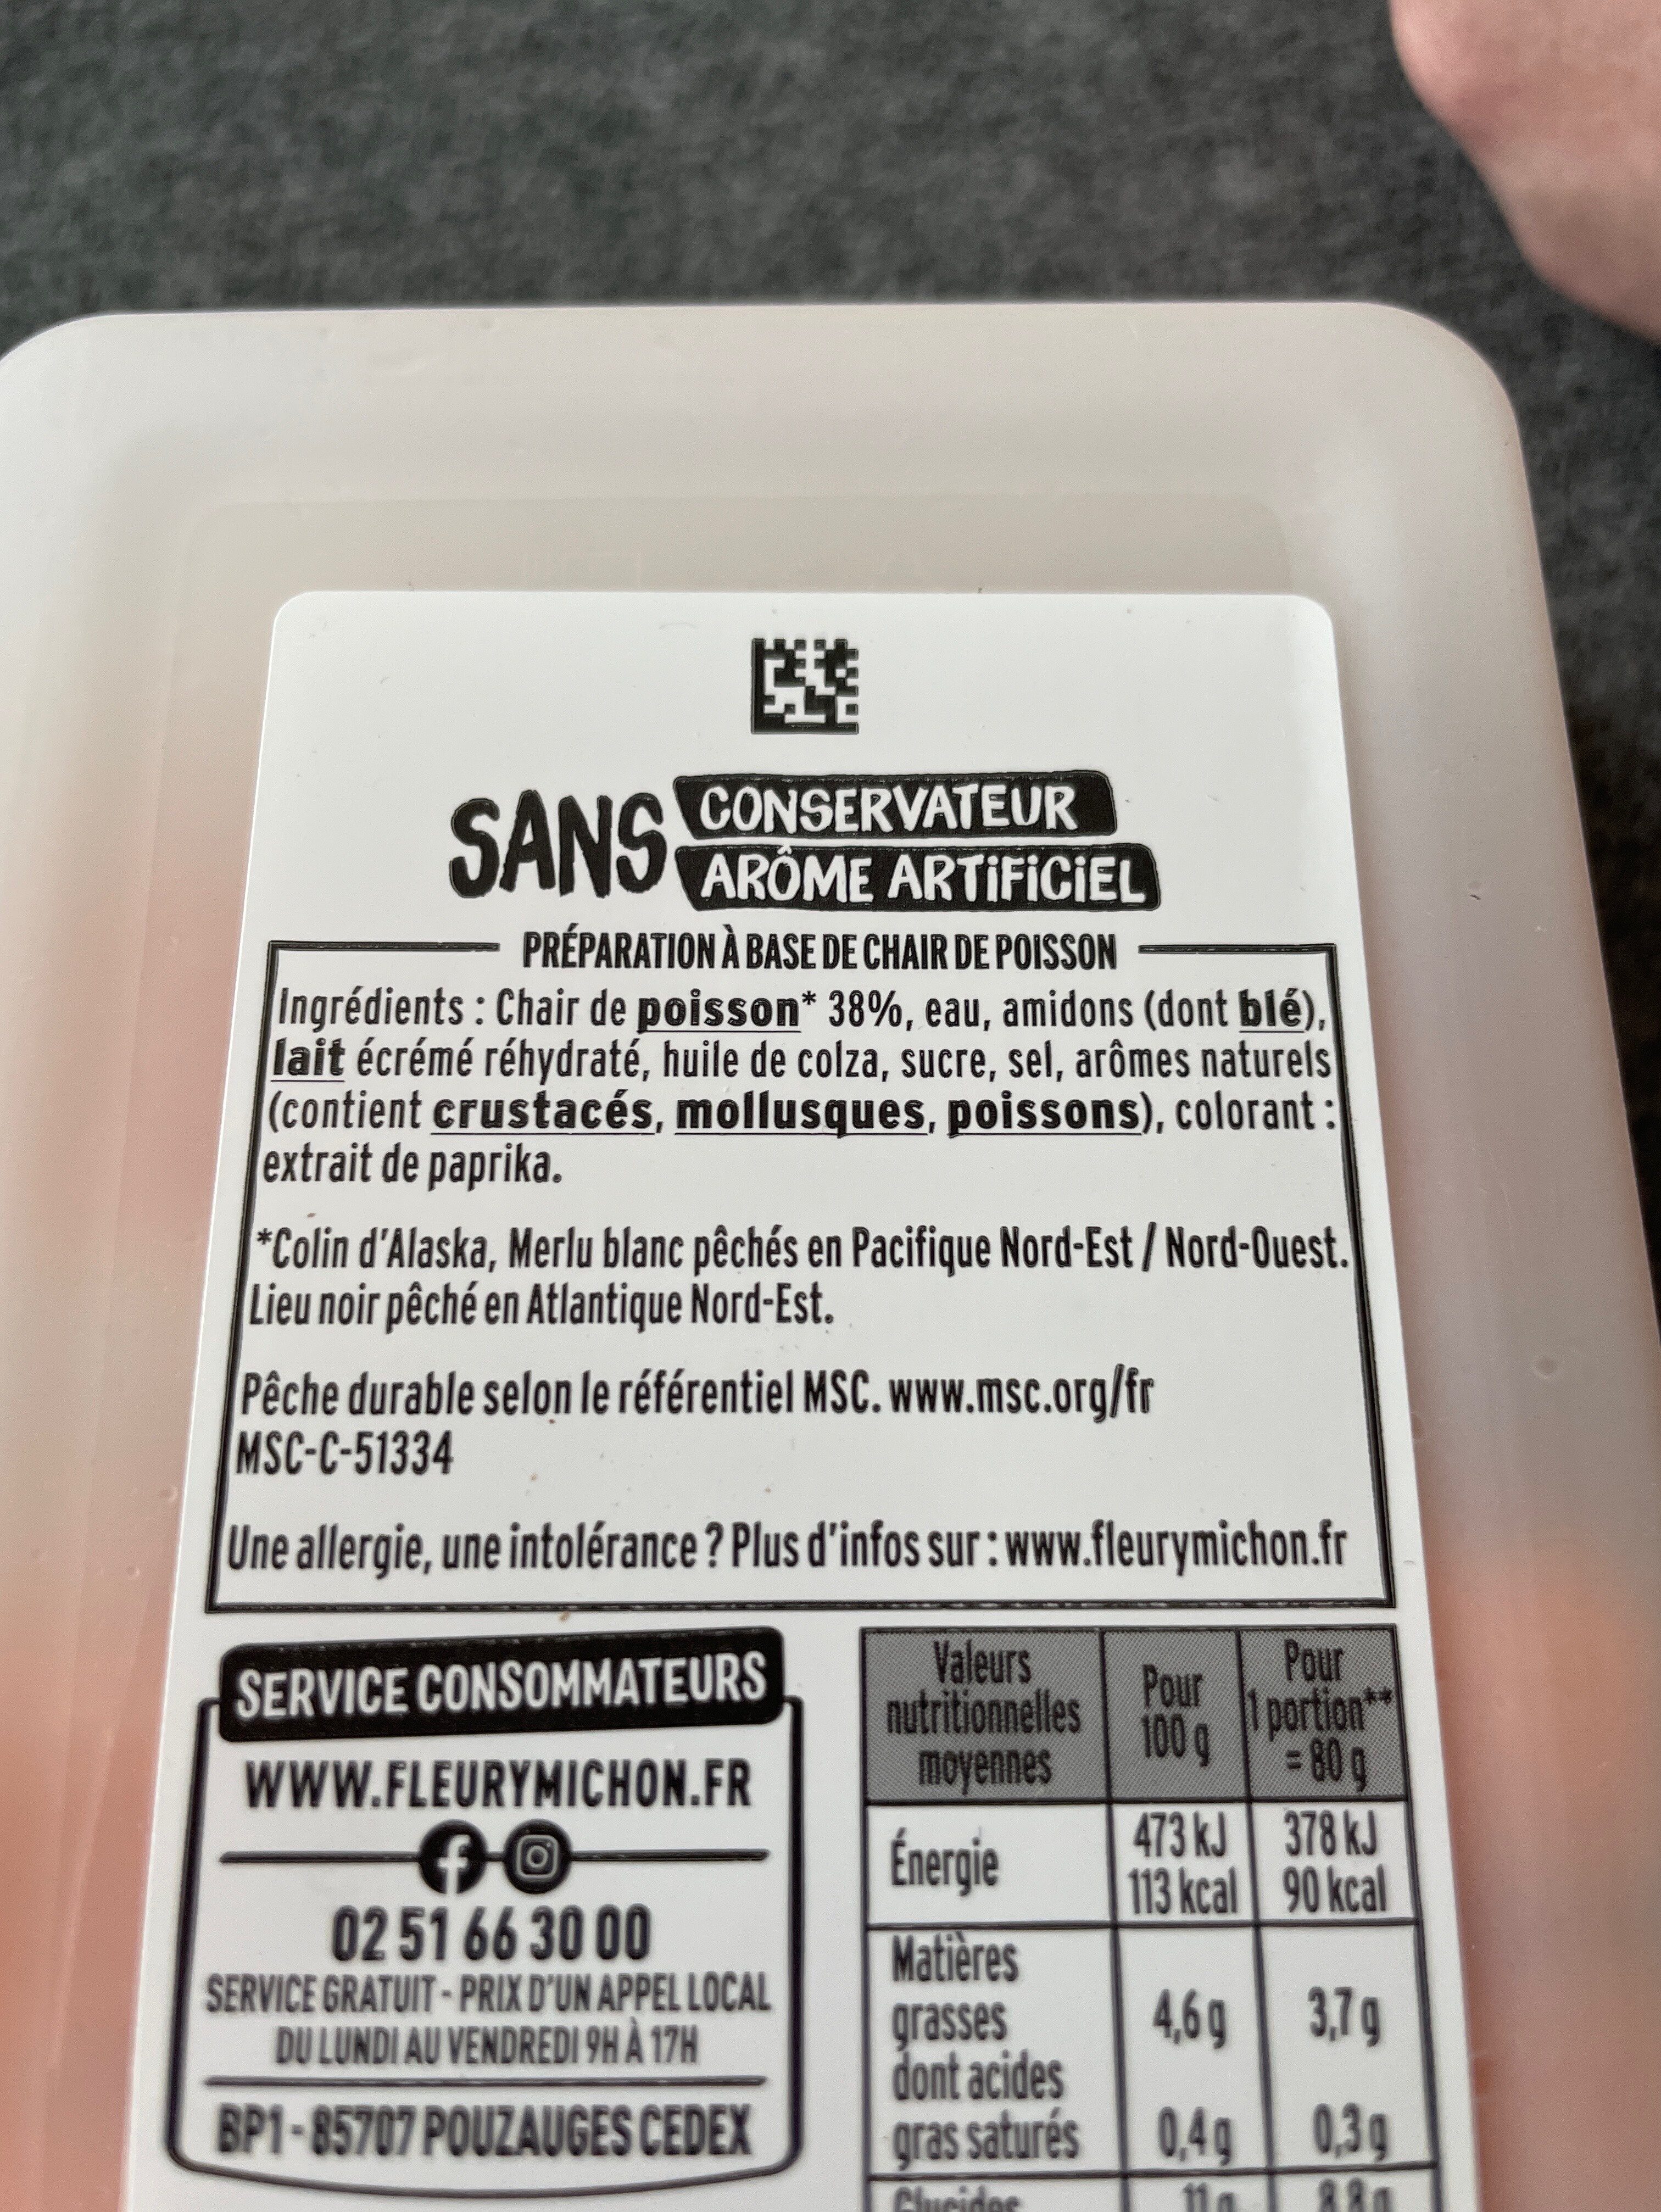 SANS CONSERVATEUR
ARÔME ARTiFiCiEL
PRÉPARATION À BASE DE CHAIR DE POISSON
Ingrédients : Chair de poisson* 38%, eau, amidons (dont blé),
lait écrémé réhydraté, huile de colza, sucre, sel, arômes naturels
(contient crustacés, mollusques, poissons), colorant :
extrait de paprika.
*Colin d'Alaska, Merlu blanc pêchés en Pacifique Nord-Est / Nord-Ouest.
Lieu noir pêché en Atlantique Nord-Est.
Pêche durable selon le référentiel MSC. www.msc.org/fr
MSC-C-51334
Une allergie, une intolérance ? Plus d'infos sur : www.fleurymichon.fr
SERVICE CONSOMMATEURS
WWW.FLEURYMICHON.FR
02 51 66 30 00
SERVICE GRATUIT - PRIX D'UN APPEL LOCAL
DU LUNDI AU VENDREDI 9H À 17H
BP1 - 85707 POUZAUGES CEDEX
Valeurs
nutritionnelles
moyennes
Pour
100 g
Pour
1 portion**
= 80 g
Énergie
473 kJ
113 kcal
378 kJ
90 kcal
Matières
grasses
4,6 g
3,7 g
dont acides
gras saturés
0,4 g
0,3 g
Glucides
11 g
8,8 g